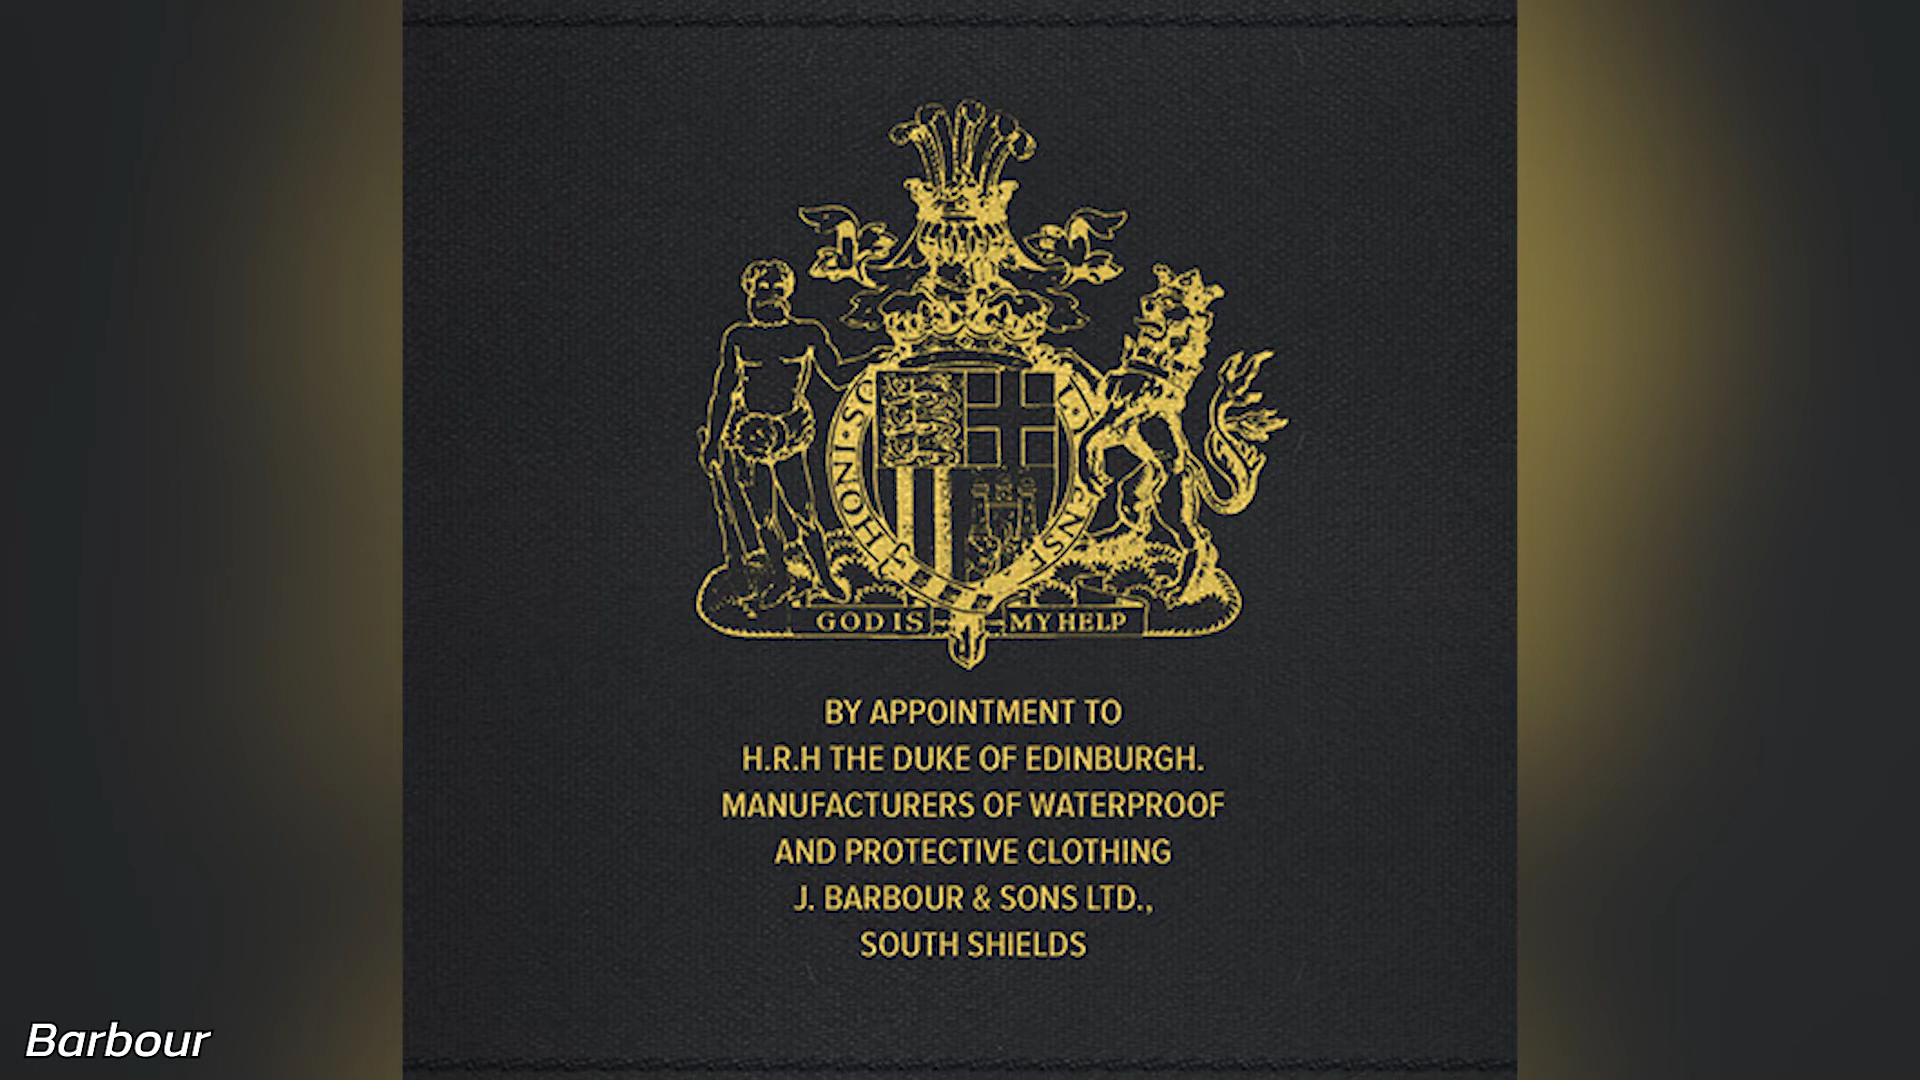 HONI·SO
ENSE
GOD IS MY HELP
BY APPOINTMENT TO
H.R.H THE DUKE OF EDINBURGH.
MANUFACTURERS OF WATERPROOF
AND PROTECTIVE CLOTHING
J. BARBOUR & SONS LTD.,
SOUTH SHIELDS
Barbour